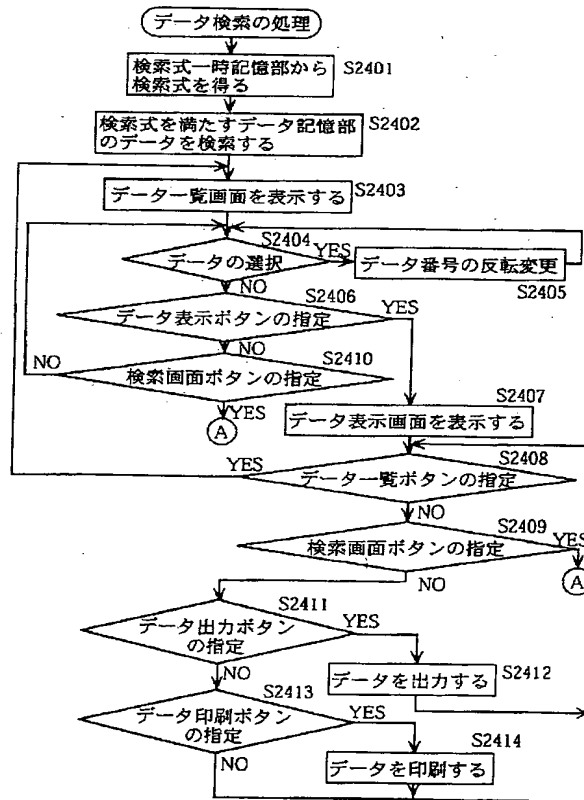 データ検索の処理
検索式一時記憶部から
検索式を得る
S2401
検索式を満たすデータ記憶部
のデータを検索する
S2402
データ一覧画面を表示する
S2403
S2404
データの選択
YES
データ番号の反転変更
S2405
NO
S2406
データ表示ボタンの指定
YES
NO
S2410
NO
検索画面ボタンの指定
YES
A
S2407
データ表示画面を表示する
S2408
YES
データ一覧ボタンの指定
NO
S2409
検索画面ボタンの指定
YES
A
NO
S2411
データ出力ボタン
の指定
YES
データを出力する
S2412
NO
S2413
データ印刷ボタン
の指定
YES
S2414
データを印刷する
NO